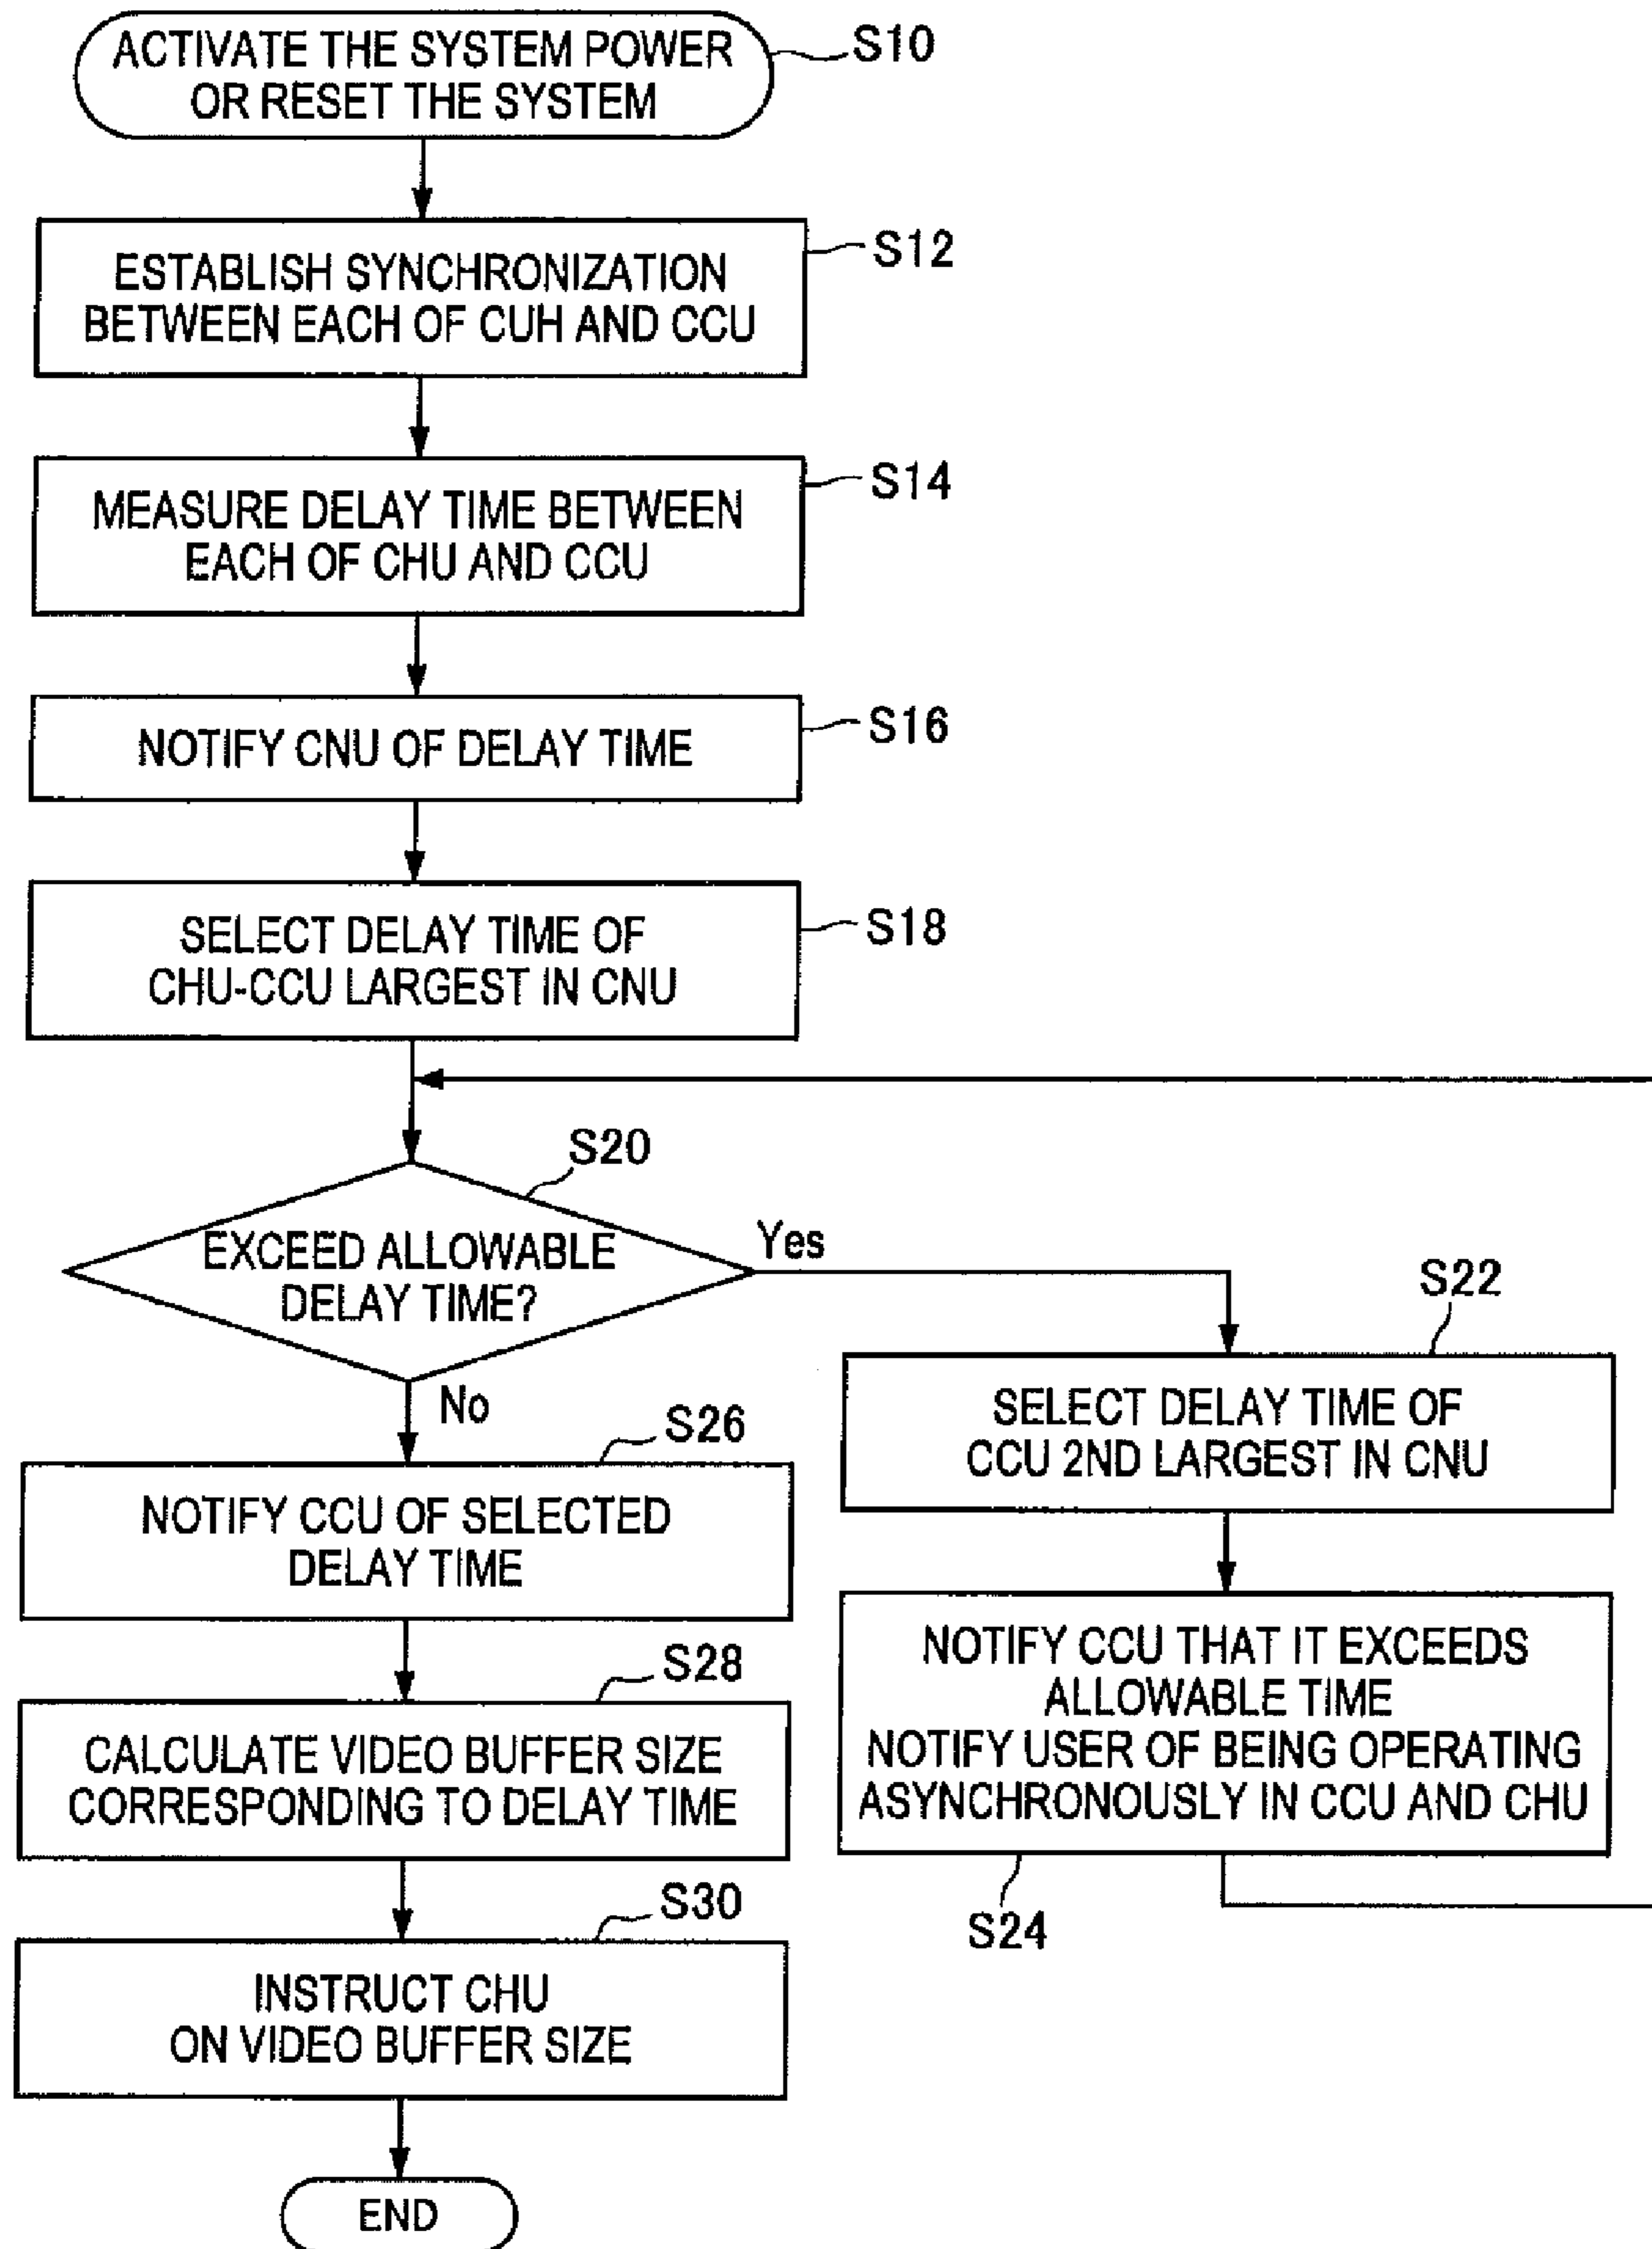 ACTIVATE THE SYSTEM POWER
OR RESET THE SYSTEM
S10
ESTABLISH SYNCHRONIZATION
BETWEEN EACH OF CUH AND CCU
S12
MEASURE DELAY TIME BETWEEN
EACH OF CHU AND CCU
S14
NOTIFY CNU OF DELAY TIME
S16
SELECT DELAY TIME OF
CHU-CCU LARGEST IN CNU
S18
S20
EXCEED ALLOWABLE
DELAY TIME?
Yes
No
S22
SELECT DELAY TIME OF
CCU 2ND LARGEST IN CNU
NOTIFY CCU THAT IT EXCEEDS
ALLOWABLE TIME
NOTIFY USER OF BEING OPERATING
ASYNCHRONOUSLY IN CCU AND CHU
S24
S26
NOTIFY CCU OF SELECTED
DELAY TIME
S28
CALCULATE VIDEO BUFFER SIZE
CORRESPONDING TO DELAY TIME
S30
INSTRUCT CHU
ON VIDEO BUFFER SIZE
END